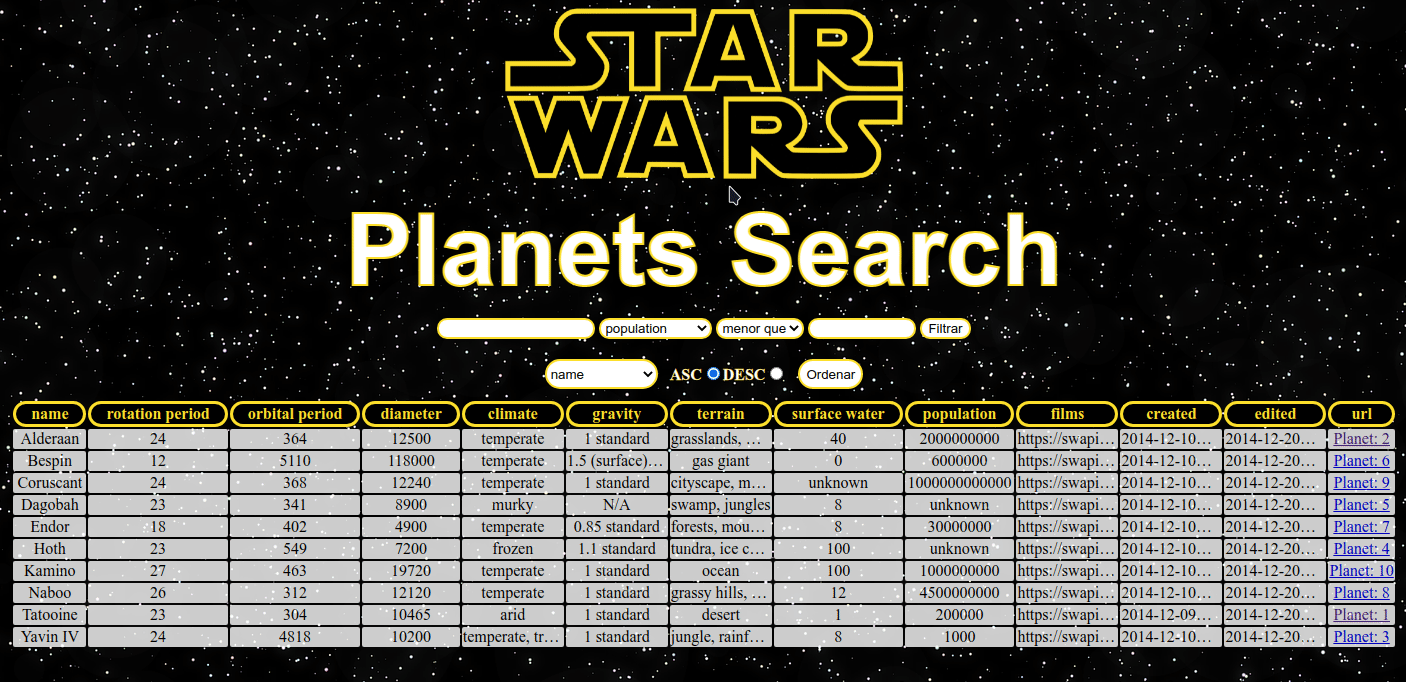 STAR
WARS
Planets Search
population menor que Filtrar
name ASC DESC Ordenar
name rotation period orbital period diameter climate gravity terrain surface water population films created edited url
Alderaan 24 364 12500 temperate 1 standard grasslands, … 40 2000000000 https://swapi… 2014-12-10… 2014-12-20… Planet: 2
Bespin 12 5110 118000 temperate 1.5 (surface)… gas giant 0 6000000 https://swapi… 2014-12-10… 2014-12-20… Planet: 6
Coruscant 24 368 12240 temperate 1 standard cityscape, m… unknown 1000000000000 https://swapi… 2014-12-10… 2014-12-20… Planet: 9
Dagobah 23 341 8900 murky N/A swamp, jungles 8 unknown https://swapi… 2014-12-10… 2014-12-20… Planet: 5
Endor 18 402 4900 temperate 0.85 standard forests, mou… 8 30000000 https://swapi… 2014-12-10… 2014-12-20… Planet: 7
Hoth 23 549 7200 frozen 1.1 standard tundra, ice c… 100 unknown https://swapi… 2014-12-10… 2014-12-20… Planet: 4
Kamino 27 463 19720 temperate 1 standard ocean 100 1000000000 https://swapi… 2014-12-10… 2014-12-20… Planet: 10
Naboo 26 312 12120 temperate 1 standard grassy hills, … 12 4500000000 https://swapi… 2014-12-10… 2014-12-20… Planet: 8
Tatooine 23 304 10465 arid 1 standard desert 1 200000 https://swapi… 2014-12-09… 2014-12-20… Planet: 1
Yavin IV 24 4818 10200 temperate, tr… 1 standard jungle, rainf… 8 1000 https://swapi… 2014-12-10… 2014-12-20… Planet: 3